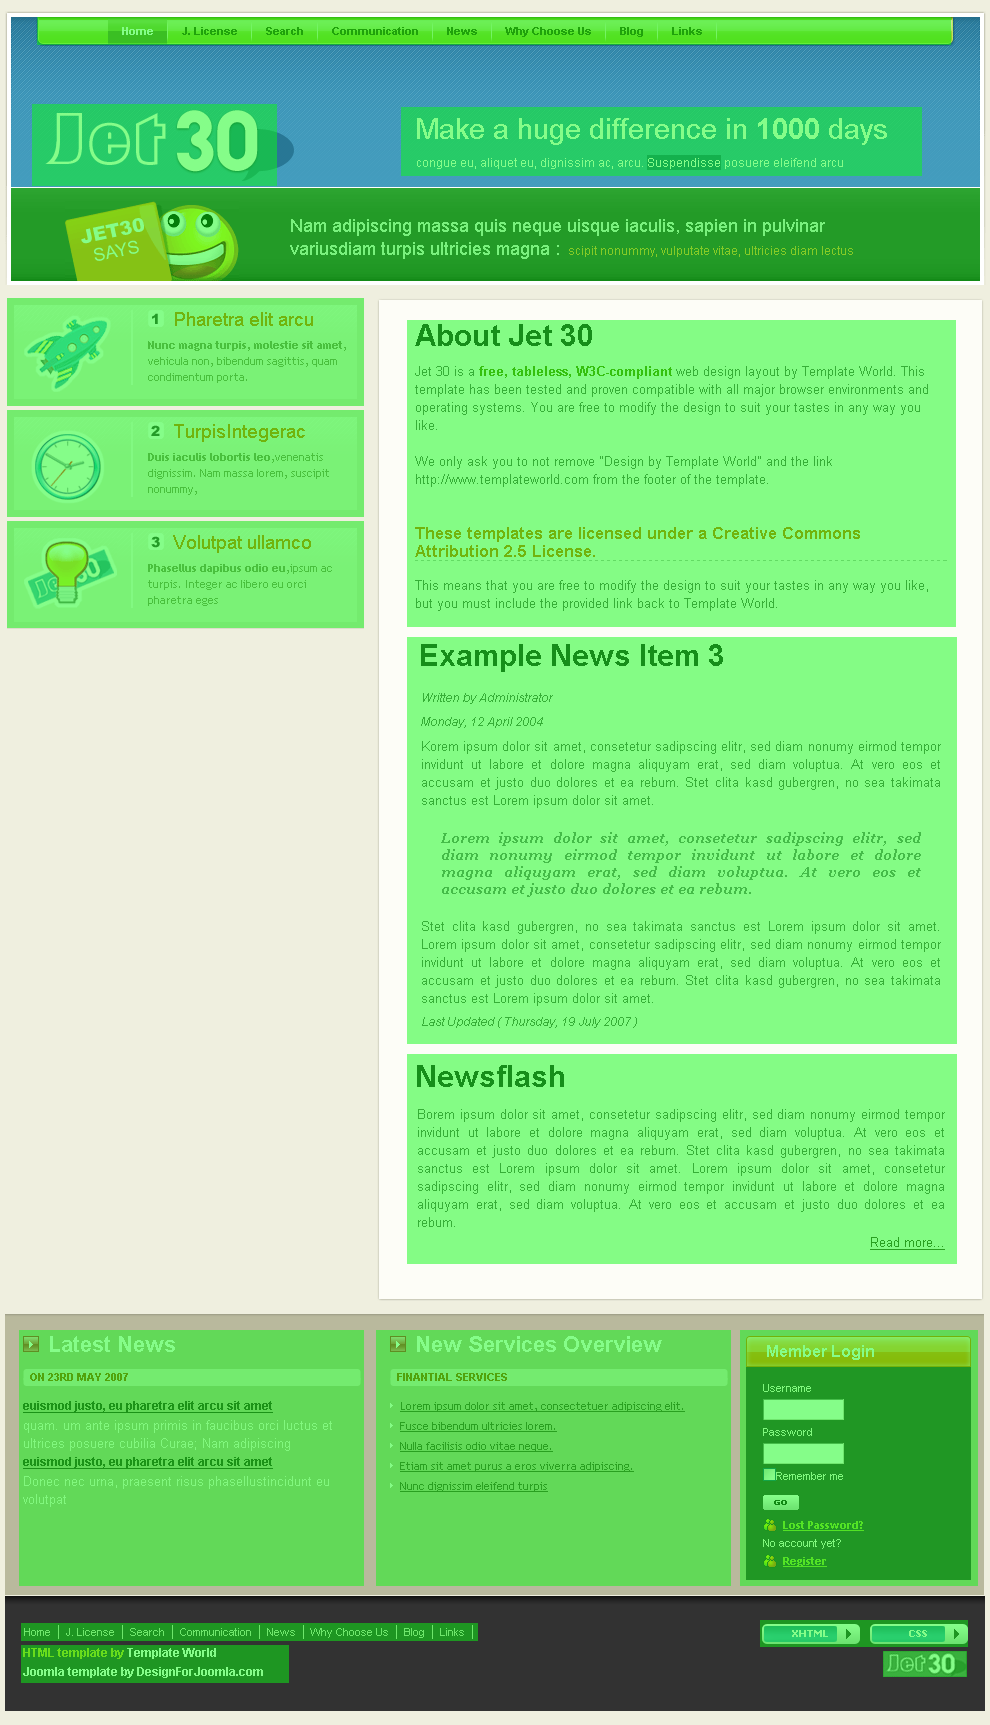 Home J. License Search Communication News Why Choose Us Blog Links
Jet 30
Make a huge difference in 1000 days
congue eu, aliquet eu, dignissim ac, arcu. Suspendisse posuere eleifend arcu
JET30
SAYS
Nam adipiscing massa quis neque uisque iaculis, sapien in pulvinar
variusdiam turpis ultricies magna : scipit nonummy, vulputate vitae, ultricies diam lectus
1 Pharetra elit arcu
Nunc magna turpis, molestie sit amet,
vehicula non, bibendum sagittis, quam
condimentum porta.
2 TurpisIntegerac
Duis iaculis lobortis leo,venenatis
dignissim. Nam massa lorem, suscipit
nonummy,
3 Volutpat ullamco
Phasellus dapibus odio eu,ipsum ac
turpis. Integer ac libero eu orci
pharetra eges
About Jet 30
Jet 30 is a free, tableless, W3C-compliant web design layout by Template World. This
template has been tested and proven compatible with all major browser environments and
operating systems. You are free to modify the design to suit your tastes in any way you
like.
We only ask you to not remove "Design by Template World" and the link
http://www.templateworld.com from the footer of the template.
These templates are licensed under a Creative Commons
Attribution 2.5 License.
This means that you are free to modify the design to suit your tastes in any way you like,
but you must include the provided link back to Template World.
Example News Item 3
Written by Administrator
Monday, 12 April 2004
Korem ipsum dolor sit amet, consetetur sadipscing elitr, sed diam nonumy eirmod tempor
invidunt ut labore et dolore magna aliquyam erat, sed diam voluptua. At vero eos et
accusam et justo duo dolores et ea rebum. Stet clita kasd gubergren, no sea takimata
sanctus est Lorem ipsum dolor sit amet.
Lorem ipsum dolor sit amet, consetetur sadipscing elitr, sed
diam nonumy eirmod tempor invidunt ut labore et dolore
magna aliquyam erat, sed diam voluptua. At vero eos et
accusam et justo duo dolores et ea rebum.
Stet clita kasd gubergren, no sea takimata sanctus est Lorem ipsum dolor sit amet.
Lorem ipsum dolor sit amet, consetetur sadipscing elitr, sed diam nonumy eirmod tempor
invidunt ut labore et dolore magna aliquyam erat, sed diam voluptua. At vero eos et
accusam et justo duo dolores et ea rebum. Stet clita kasd gubergren, no sea takimata
sanctus est Lorem ipsum dolor sit amet.
Last Updated ( Thursday, 19 July 2007 )
Newsflash
Borem ipsum dolor sit amet, consetetur sadipscing elitr, sed diam nonumy eirmod tempor
invidunt ut labore et dolore magna aliquyam erat, sed diam voluptua. At vero eos et
accusam et justo duo dolores et ea rebum. Stet clita kasd gubergren, no sea takimata
sanctus est Lorem ipsum dolor sit amet. Lorem ipsum dolor sit amet, consetetur
sadipscing elitr, sed diam nonumy eirmod tempor invidunt ut labore et dolore magna
aliquyam erat, sed diam voluptua. At vero eos et accusam et justo duo dolores et ea
rebum.
Read more...
Latest News
ON 23RD MAY 2007
euismod justo, eu pharetra elit arcu sit amet
quam. um ante ipsum primis in faucibus orci luctus et
ultrices posuere cubilia Curae; Nam adipiscing
euismod justo, eu pharetra elit arcu sit amet
Donec nec urna, praesent risus phasellustincidunt eu
volutpat
New Services Overview
FINANTIAL SERVICES
Lorem ipsum dolor sit amet, consectetuer adipiscing elit.
Fusce bibendum ultricies lorem.
Nulla facilisis odio vitae neque.
Etiam sit amet purus a eros viverra adipiscing.
Nunc dignissim eleifend turpis
Member Login
Username
Password
Remember me
GO
Lost Password?
No account yet?
Register
Home J. License Search Communication News Why Choose Us Blog Links
HTML template by Template World
Joomla template by DesignForJoomla.com
XHTML CSS
Jet 30